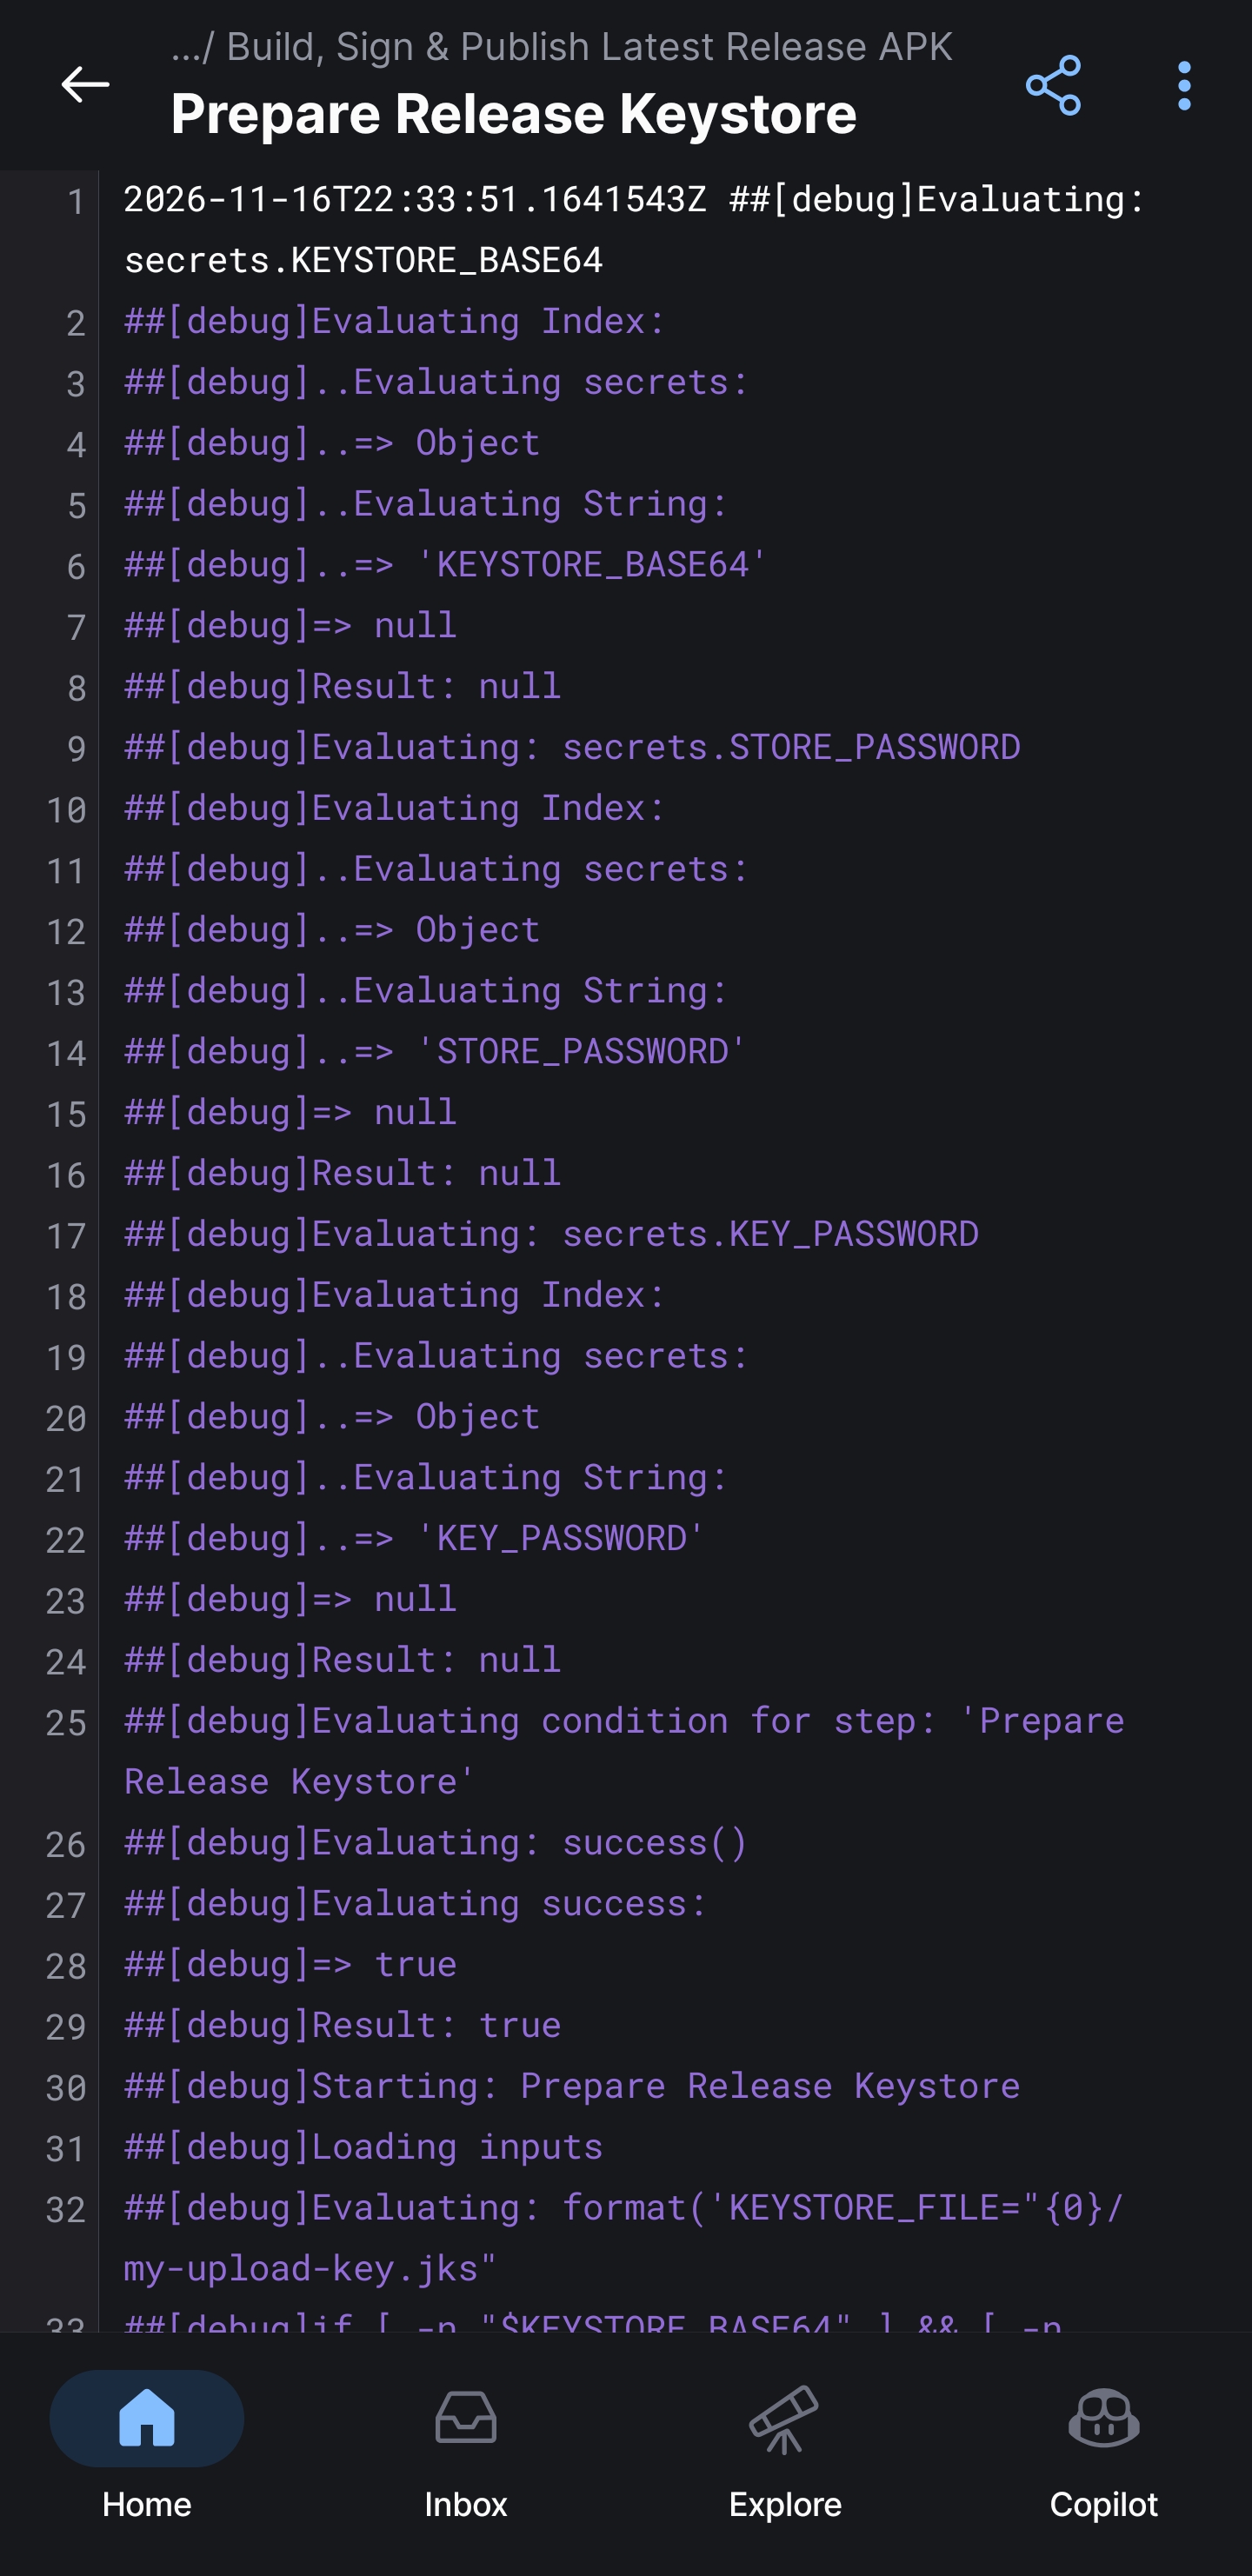 .../ Build, Sign & Publish Latest Release APK
Prepare Release Keystore
1 2026-11-16T22:33:51.1641543Z ##[debug]Evaluating:
secrets.KEYSTORE_BASE64
2 ##[debug]Evaluating Index:
3 ##[debug]..Evaluating secrets:
4 ##[debug]..=> Object
5 ##[debug]..Evaluating String:
6 ##[debug]..=> 'KEYSTORE_BASE64'
7 ##[debug]=> null
8 ##[debug]Result: null
9 ##[debug]Evaluating: secrets.STORE_PASSWORD
10 ##[debug]Evaluating Index:
11 ##[debug]..Evaluating secrets:
12 ##[debug]..=> Object
13 ##[debug]..Evaluating String:
14 ##[debug]..=> 'STORE_PASSWORD'
15 ##[debug]=> null
16 ##[debug]Result: null
17 ##[debug]Evaluating: secrets.KEY_PASSWORD
18 ##[debug]Evaluating Index:
19 ##[debug]..Evaluating secrets:
20 ##[debug]..=> Object
21 ##[debug]..Evaluating String:
22 ##[debug]..=> 'KEY_PASSWORD'
23 ##[debug]=> null
24 ##[debug]Result: null
25 ##[debug]Evaluating condition for step: 'Prepare
Release Keystore'
26 ##[debug]Evaluating: success()
27 ##[debug]Evaluating success:
28 ##[debug]=> true
29 ##[debug]Result: true
30 ##[debug]Starting: Prepare Release Keystore
31 ##[debug]Loading inputs
32 ##[debug]Evaluating: format('KEYSTORE_FILE="{0}/
my-upload-key.jks"
33 ##[debug]if [ -n "$KEYSTORE_BASE64" ] && [ -n
Home
Inbox
Explore
Copilot